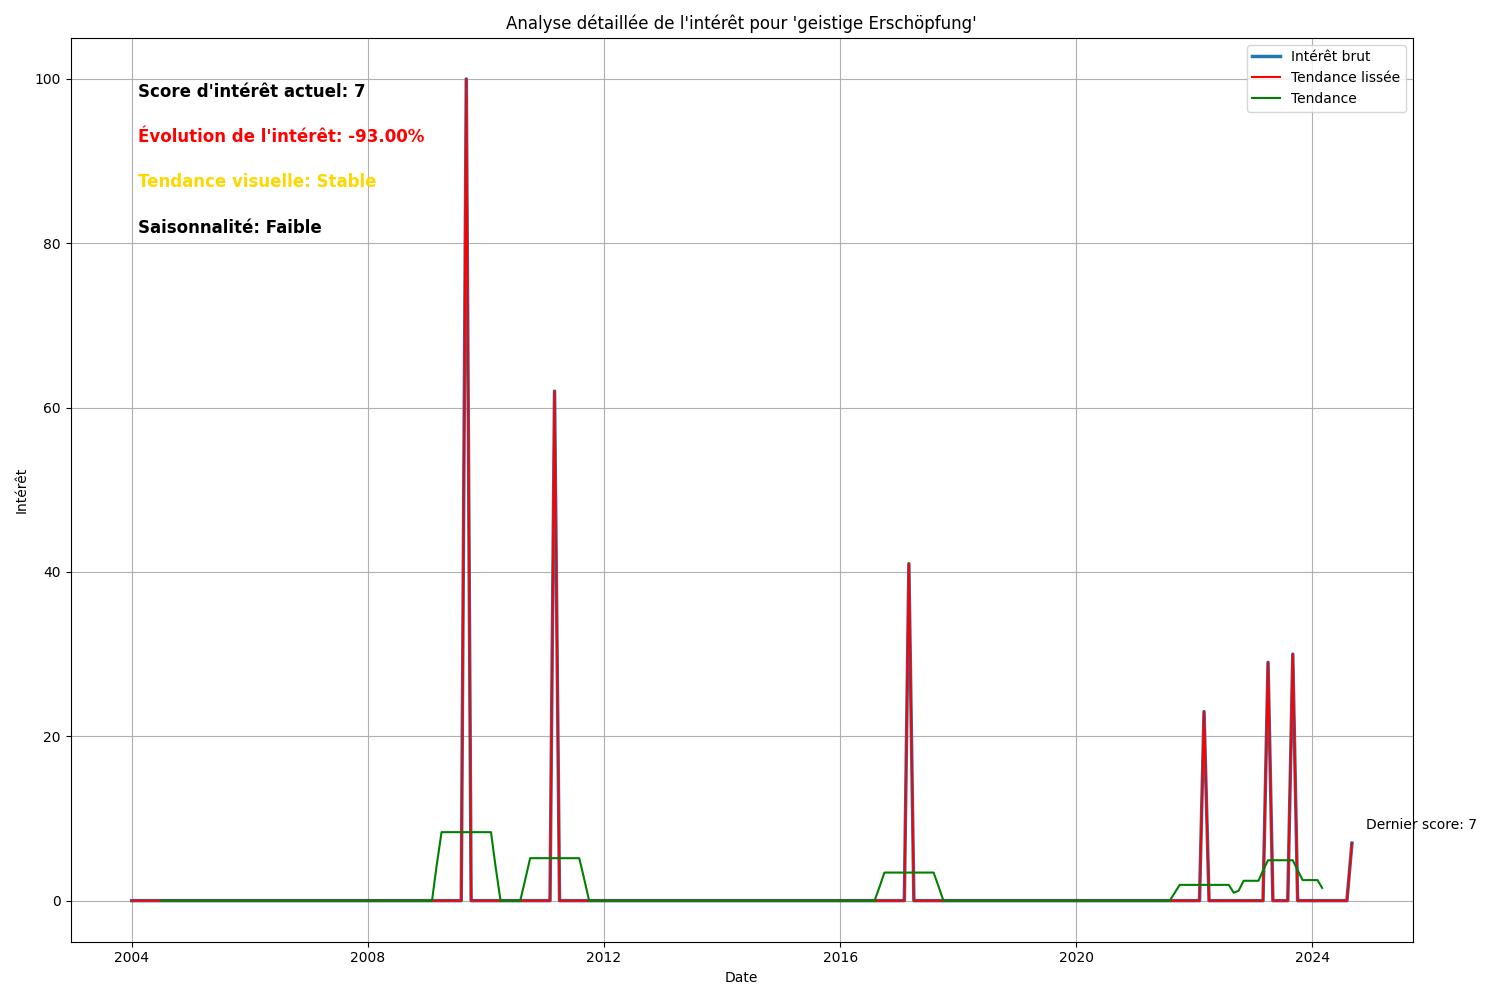 Analyse détaillée de l'intérêt pour 'geistige Erschöpfung'
Intérêt brut
Tendance lissée
Tendance
Score d'intérêt actuel: 7
Évolution de l'intérêt: -93.00%
Tendance visuelle: Stable
Saisonnalité: Faible
100
80
60
40
20
0
Intérêt
Dernier score: 7
2004
2008
2012
2016
2020
2024
Date